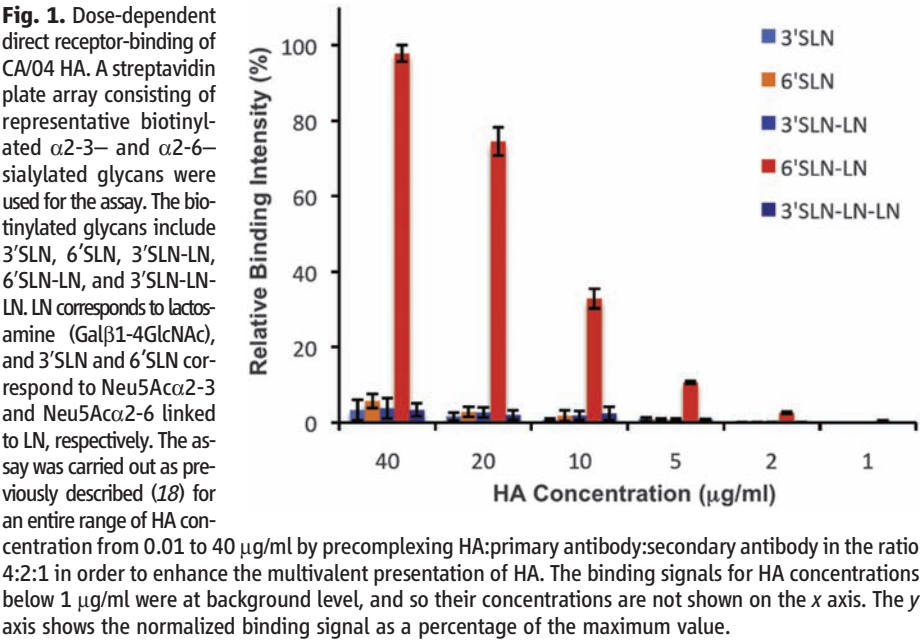 Fig. 1. Dose-dependent
direct receptor-binding of
CA/04 HA. A streptavidin
plate array consisting of
representative biotinyl-
ated α2-3– and α2-6–
sialylated glycans were
used for the assay. The bio-
tinylated glycans include
3′SLN, 6′SLN, 3′SLN-LN,
6′SLN-LN, and 3′SLN-LN-
LN. LN corresponds to lactos-
amine (Galβ1-4GlcNAc),
and 3′SLN and 6′SLN cor-
respond to Neu5Acα2-3
and Neu5Acα2-6 linked
to LN, respectively. The as-
say was carried out as pre-
viously described (18) for
an entire range of HA con-
centration from 0.01 to 40 μg/ml by precomplexing HA:primary antibody:secondary antibody in the ratio
4:2:1 in order to enhance the multivalent presentation of HA. The binding signals for HA concentrations
below 1 μg/ml were at background level, and so their concentrations are not shown on the x axis. The y
axis shows the normalized binding signal as a percentage of the maximum value.
Relative Binding Intensity (%)
100
80
60
40
20
0
3'SLN
6'SLN
3'SLN-LN
6'SLN-LN
3'SLN-LN-LN
40 20 10 5 2 1
HA Concentration (μg/ml)